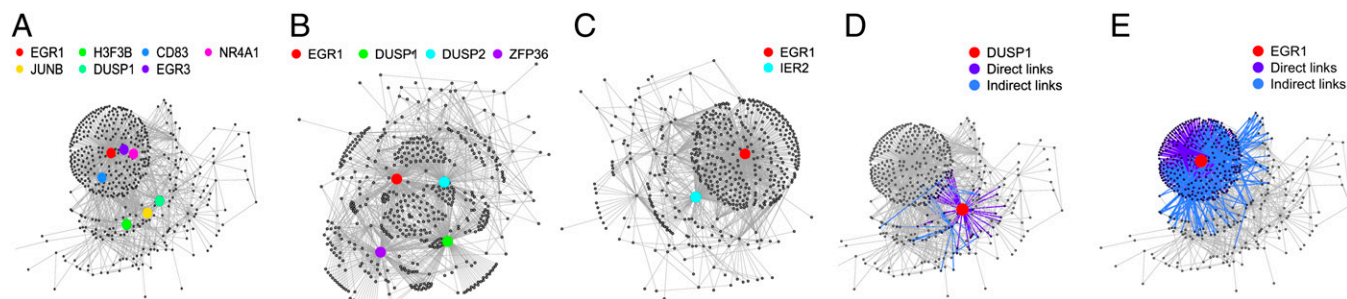 A
EGR1 H3F3B CD83 NR4A1
JUNB DUSP1 EGR3
B
EGR1 DUSP1 DUSP2 ZFP36
C
EGR1
IER2
D
DUSP1
Direct links
Indirect links
E
EGR1
Direct links
Indirect links